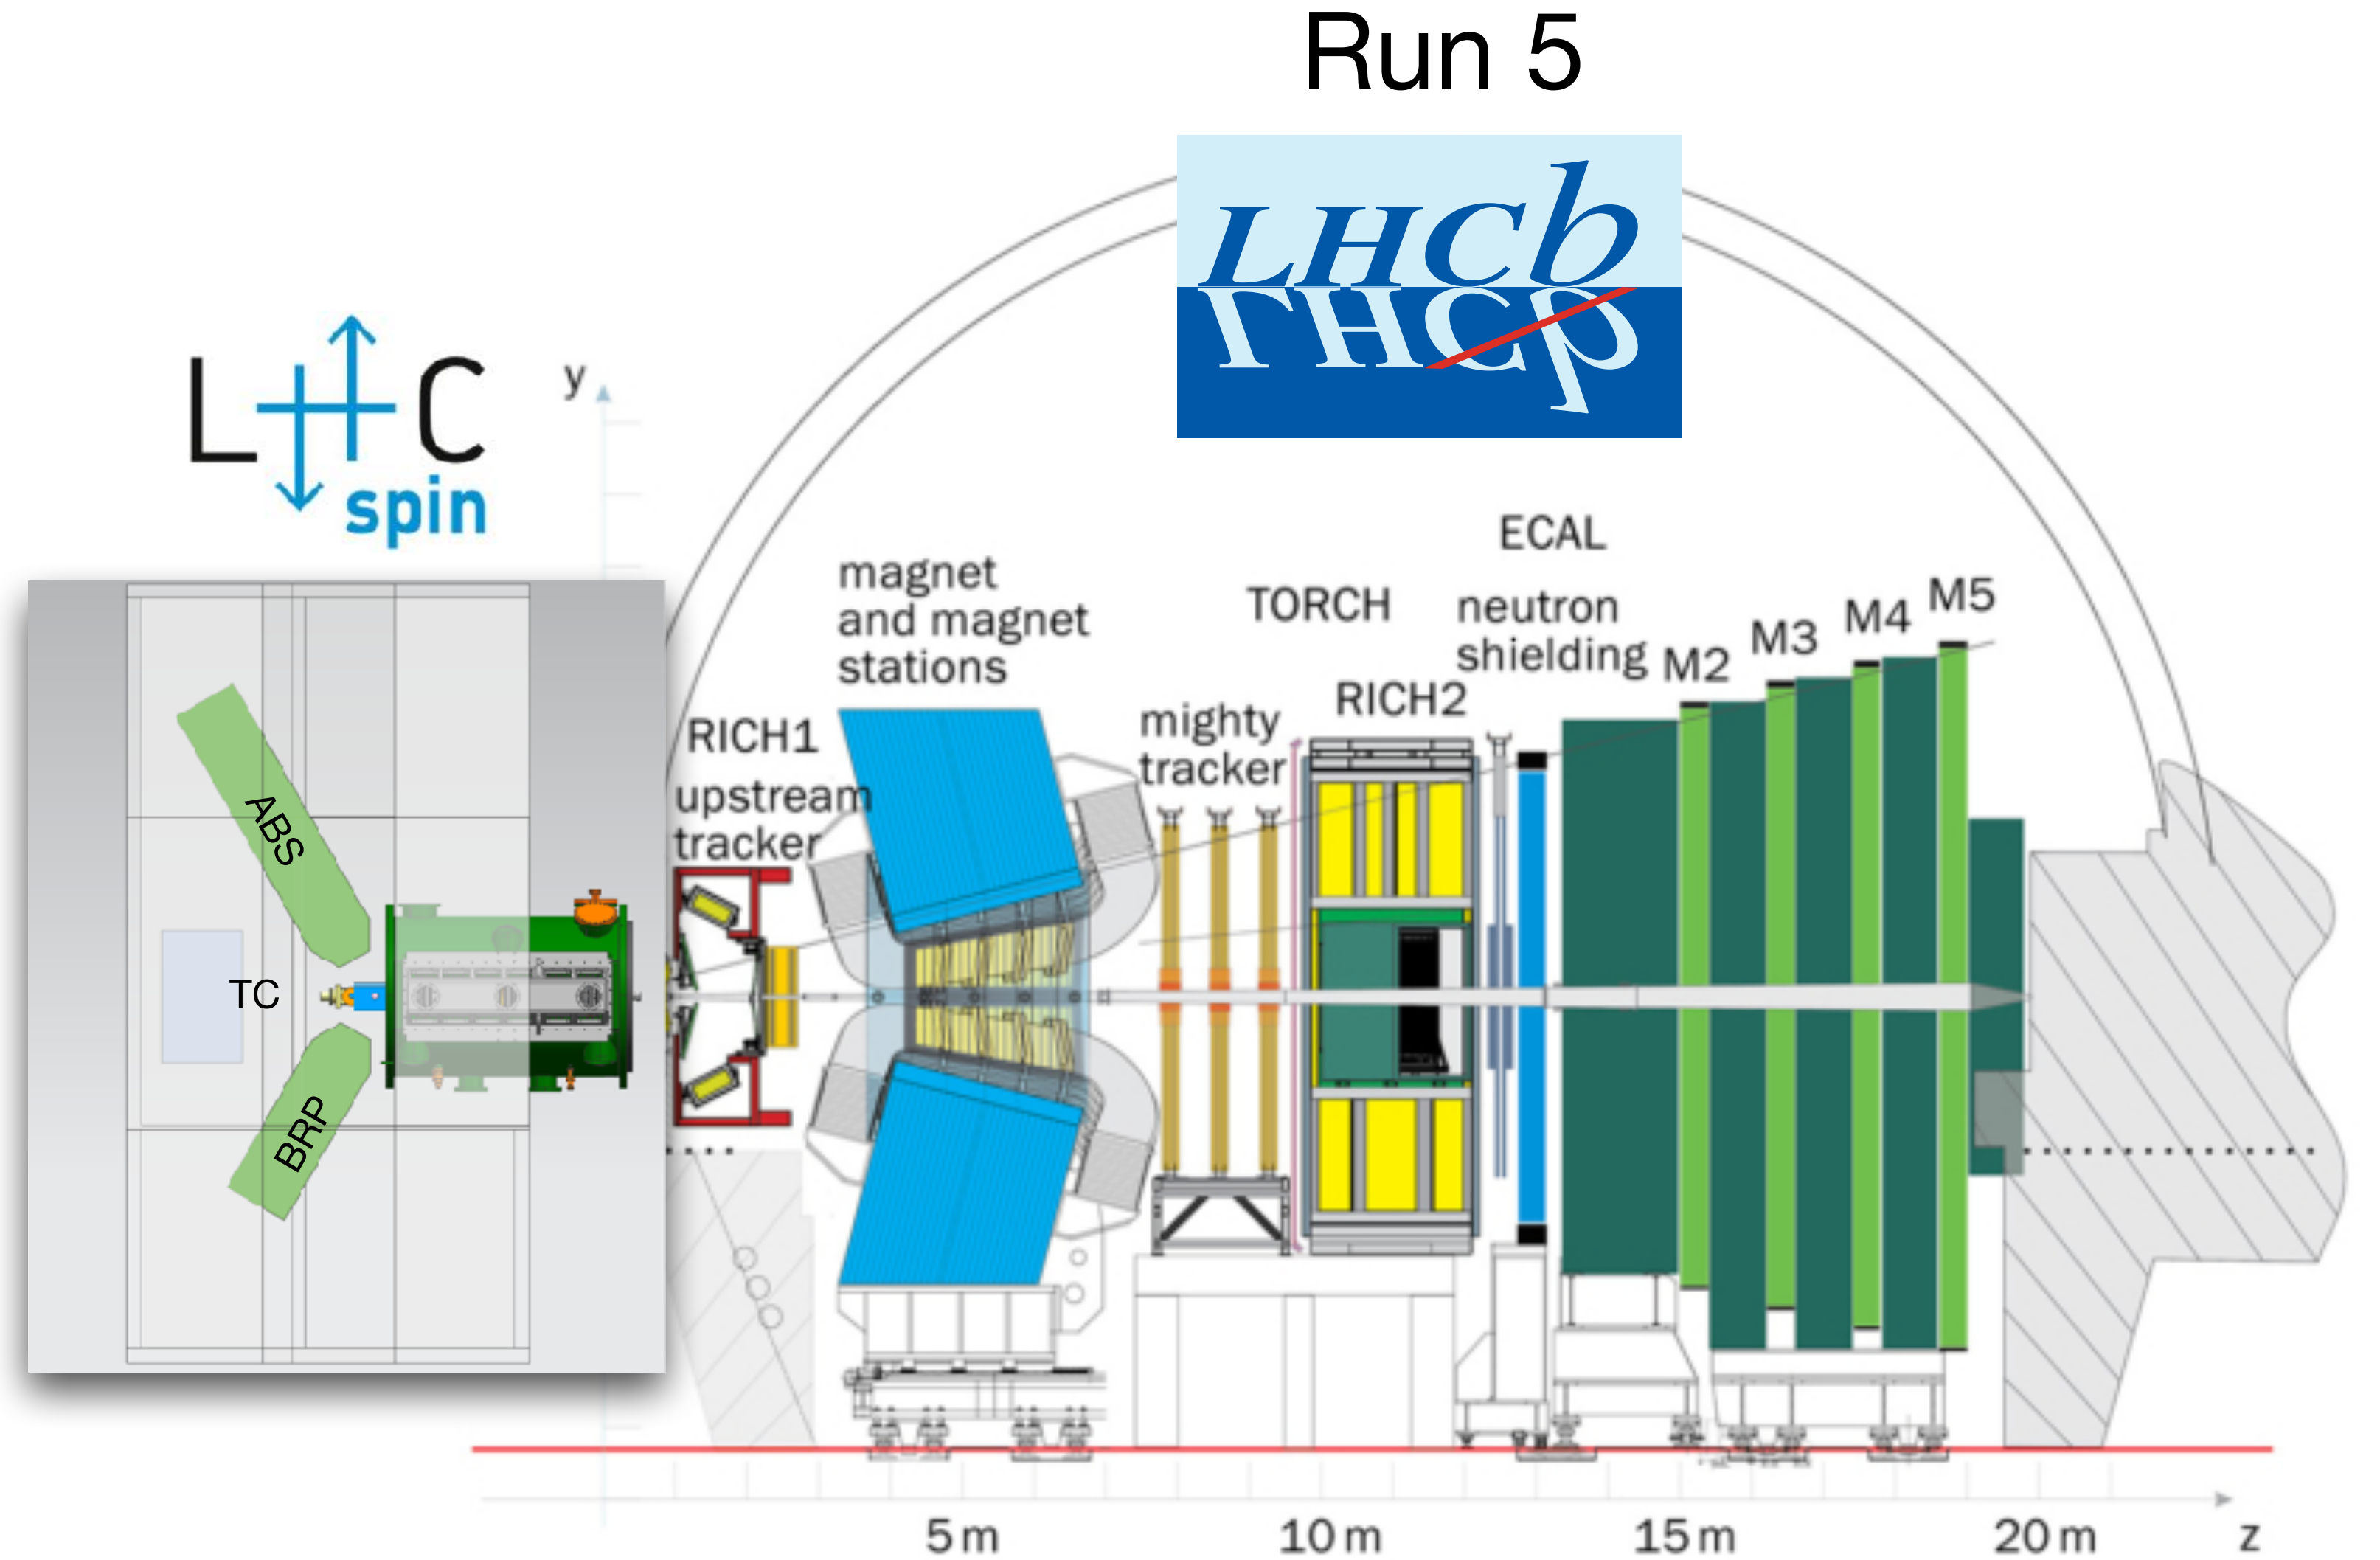 Run 5
LHCb
LHCb
LHC
spin
y
ECAL
magnet
and magnet
stations
TORCH
neutron
shielding
M2
M3
M4
M5
RICH1
upstream
tracker
mighty
tracker
RICH2
ABS
TC
BRP
5 m
10 m
15 m
20 m
z